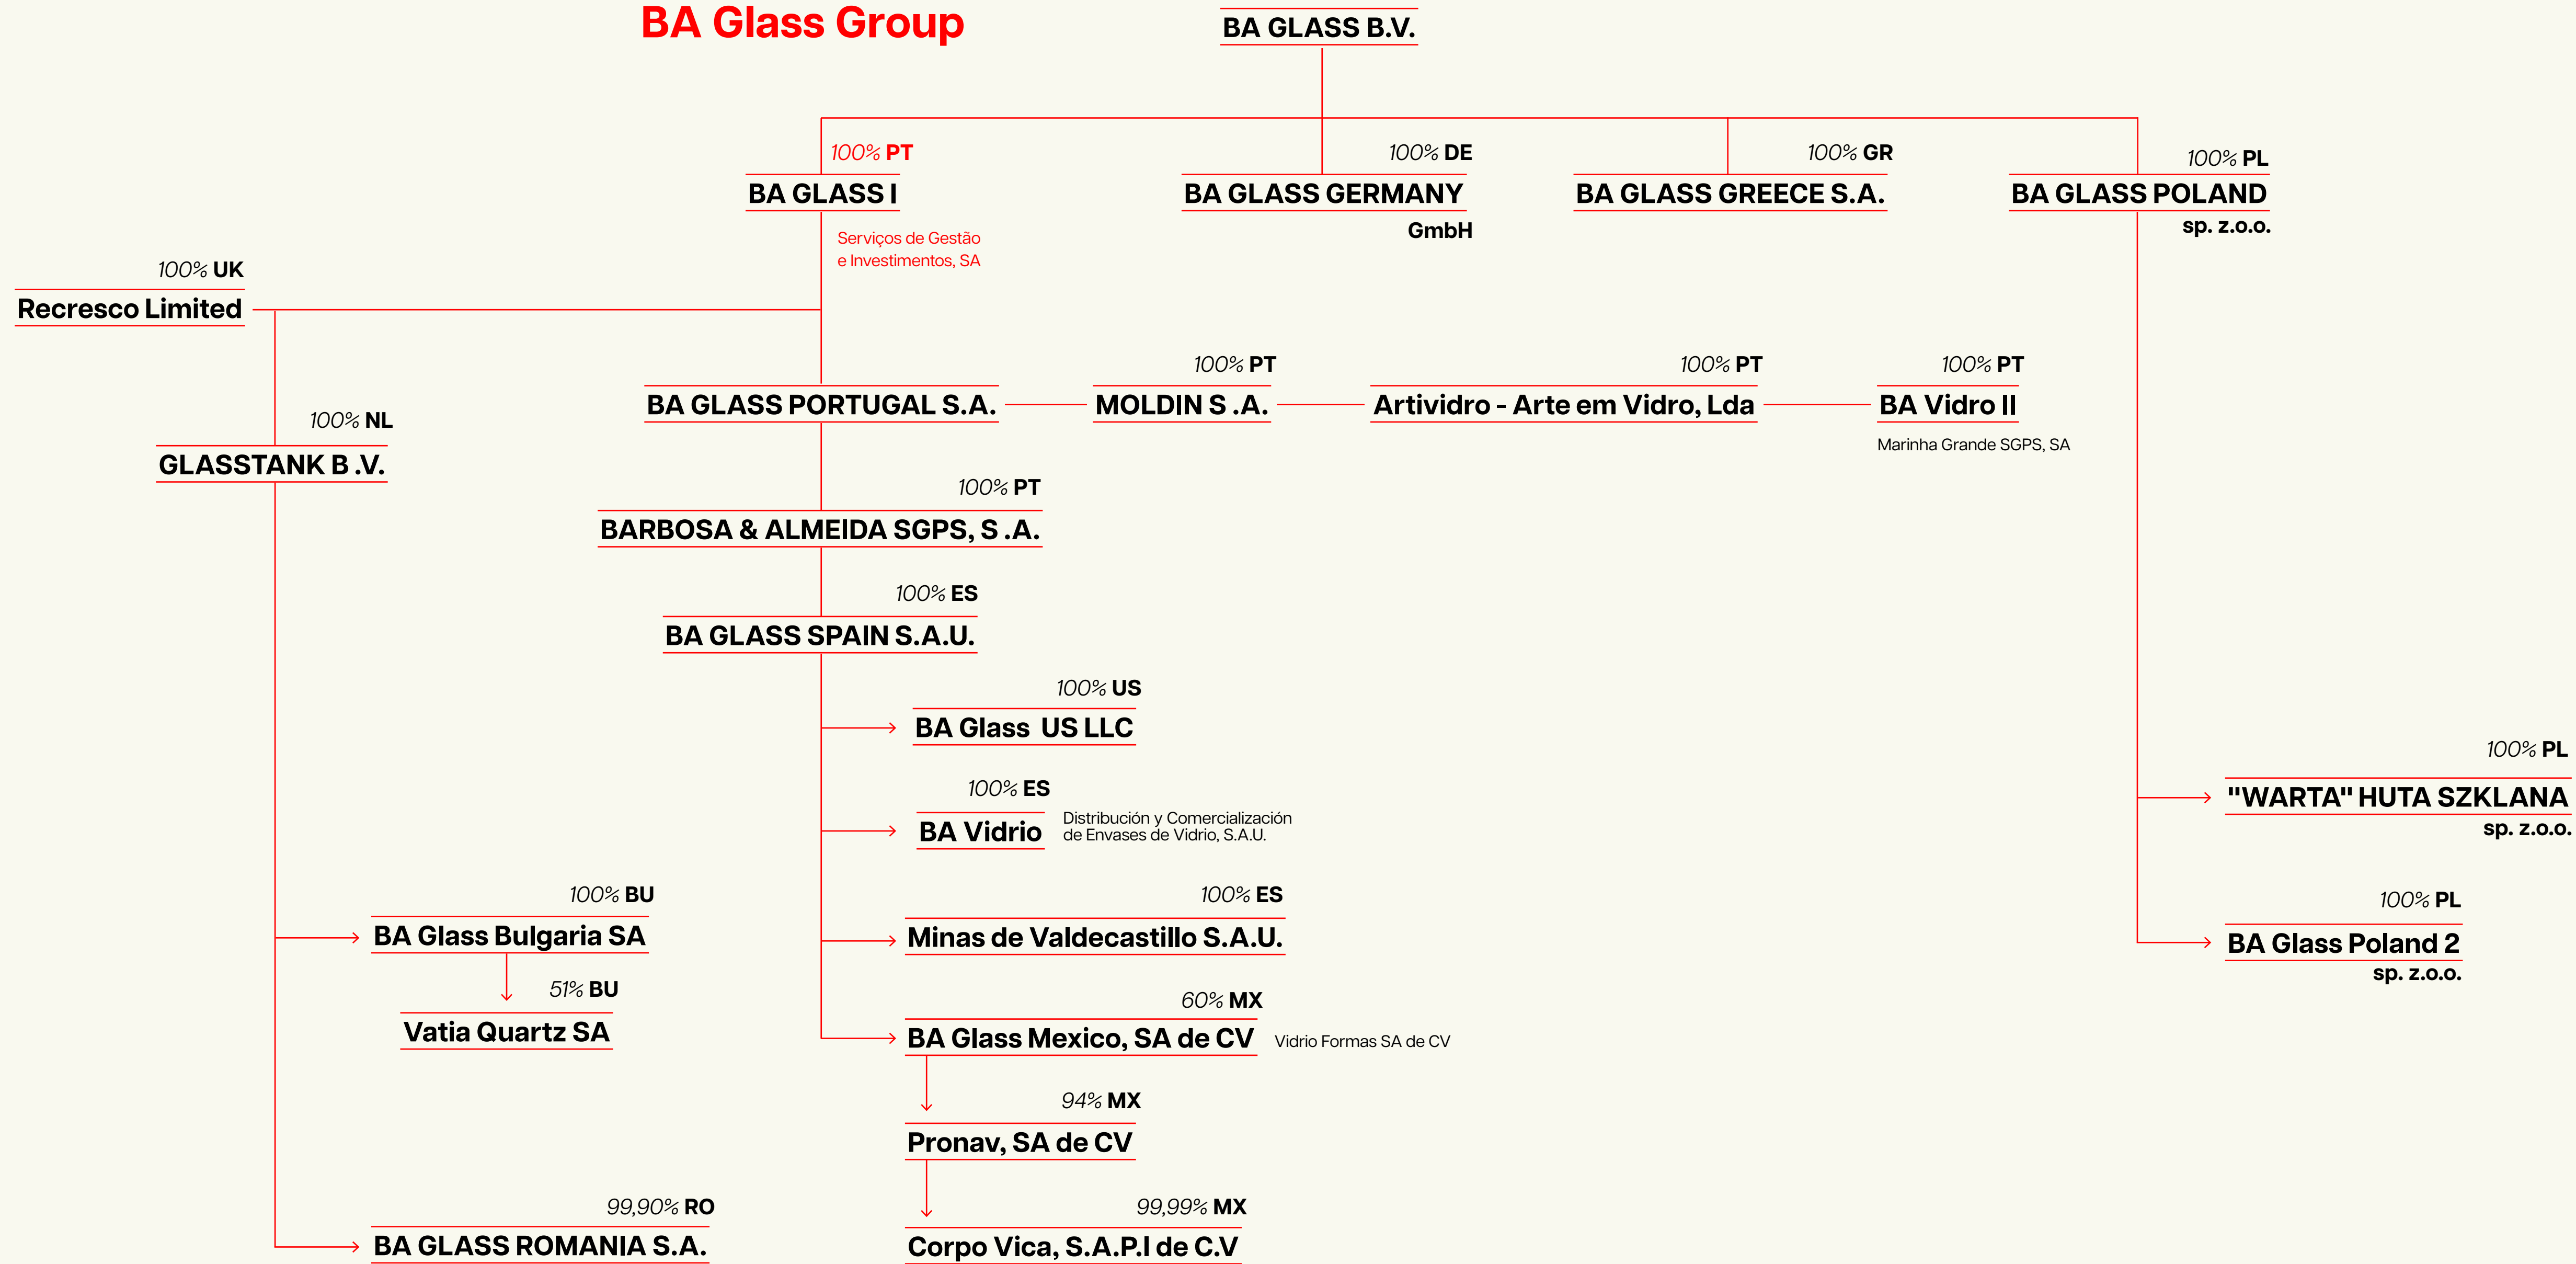 BA Glass Group
BA GLASS B.V.
100% PT
BA GLASS I
Serviços de Gestão
e Investimentos, SA
100% DE
BA GLASS GERMANY
GmbH
100% GR
BA GLASS GREECE S.A.
100% PL
BA GLASS POLAND
sp. z.o.o.
100% UK
Recresco Limited
100% NL
GLASSTANK B .V.
BA GLASS PORTUGAL S.A.
100% PT
MOLDIN S .A.
100% PT
Artividro - Arte em Vidro, Lda
100% PT
BA Vidro II
Marinha Grande SGPS, SA
100% PT
BARBOSA & ALMEIDA SGPS, S .A.
100% ES
BA GLASS SPAIN S.A.U.
100% US
BA Glass  US LLC
100% ES
BA Vidrio
Distribución y Comercialización
de Envases de Vidrio, S.A.U.
100% ES
Minas de Valdecastillo S.A.U.
60% MX
BA Glass Mexico, SA de CV
Vidrio Formas SA de CV
94% MX
Pronav, SA de CV
99,99% MX
Corpo Vica, S.A.P.I de C.V
100% BU
BA Glass Bulgaria SA
51% BU
Vatia Quartz SA
99,90% RO
BA GLASS ROMANIA S.A.
100% PL
"WARTA" HUTA SZKLANA
sp. z.o.o.
100% PL
BA Glass Poland 2
sp. z.o.o.